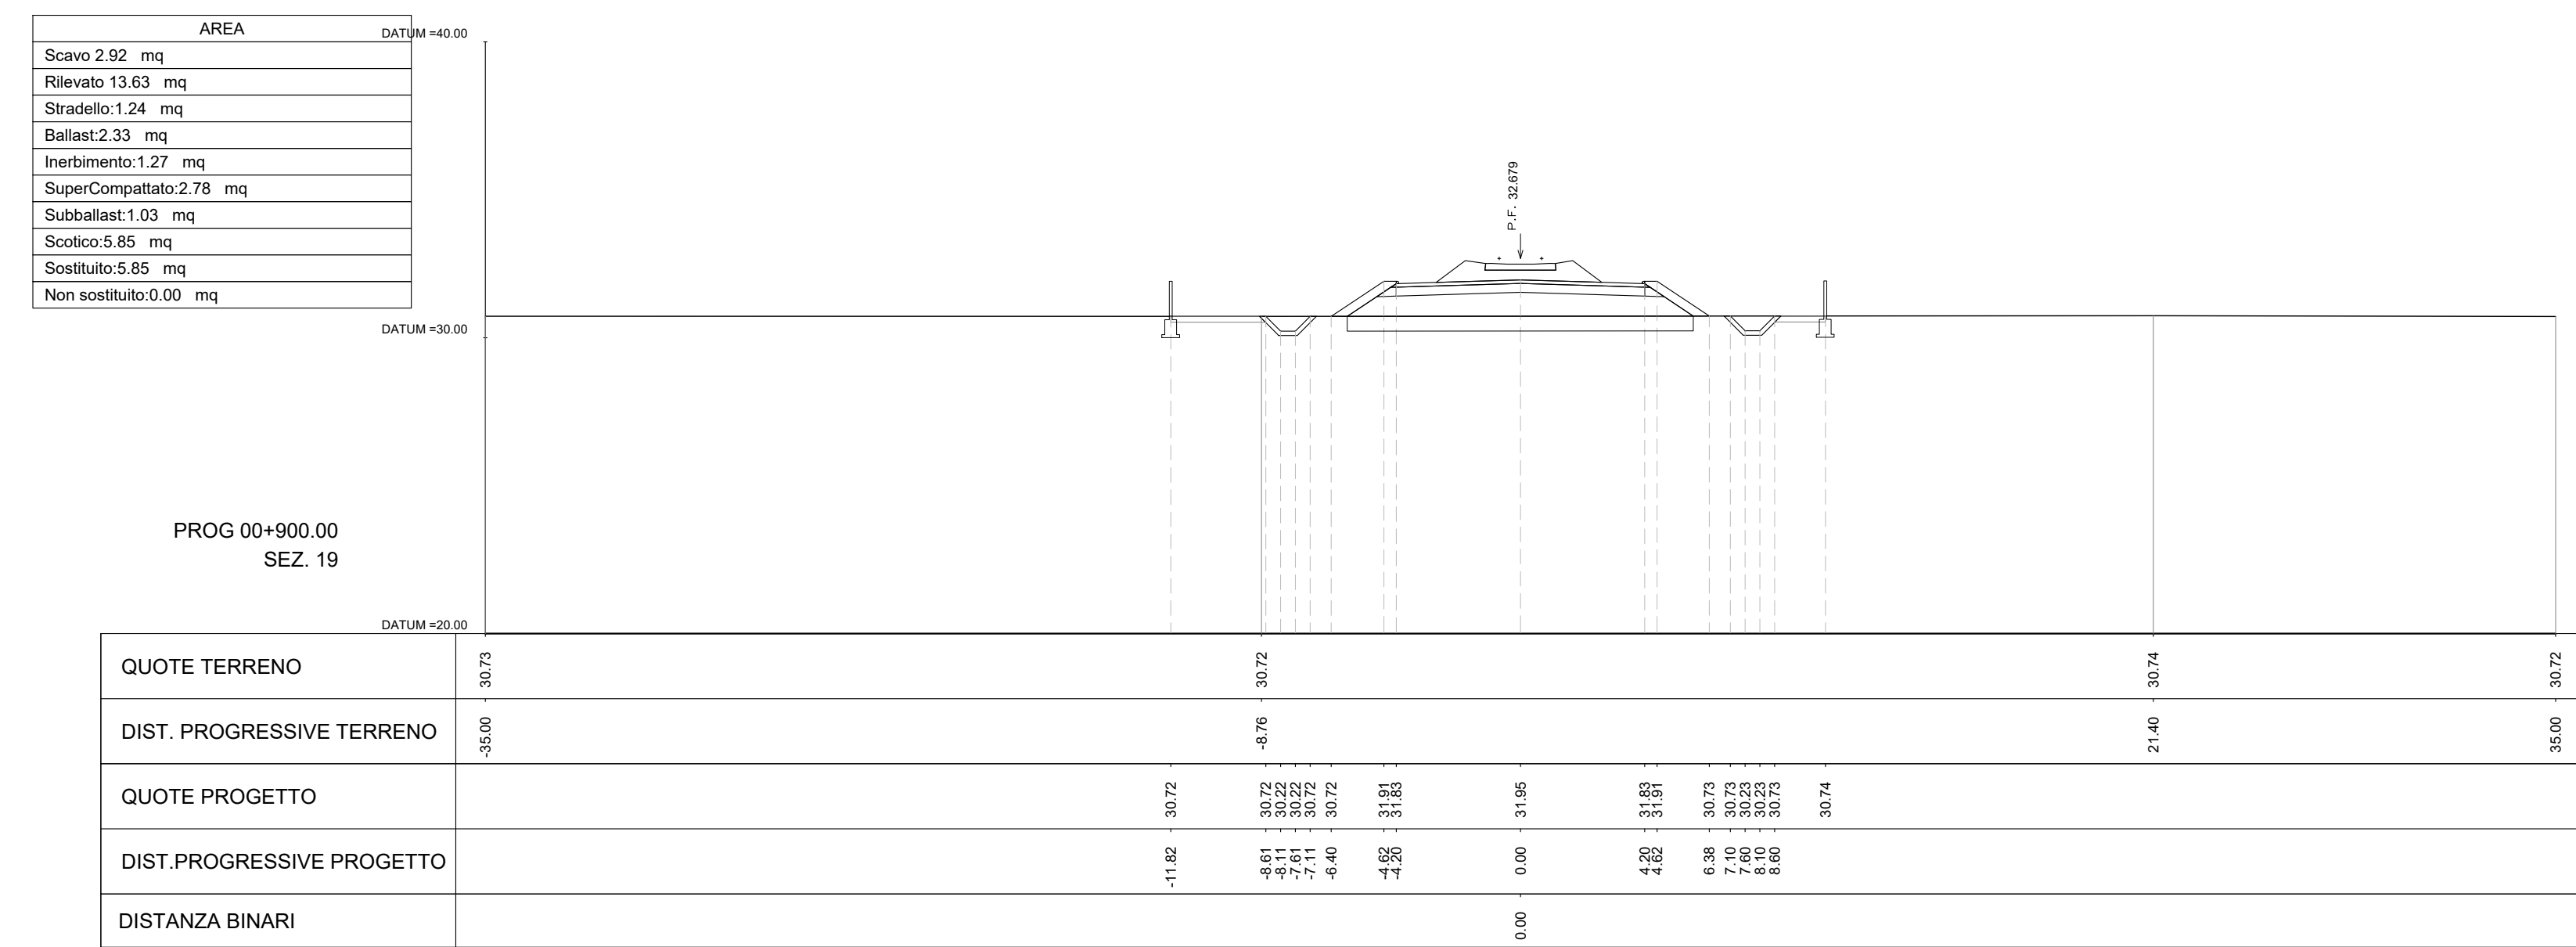 AREA
Scavo 2.92 mq
Rilevato 13.63 mq
Stradello:1.24 mq
Ballast:2.33 mq
Inerbimento:1.27 mq
SuperCompattato:2.78 mq
Subballast:1.03 mq
Scotico:5.85 mq
Sostituito:5.85 mq
Non sostituito:0.00 mq
DATUM =40.00
P.F. 32.679
DATUM =30.00
PROG 00+900.00
SEZ. 19
DATUM =20.00
QUOTE TERRENO 30.73 30.72 30.74 30.72
DIST. PROGRESSIVE TERRENO -35.00 -8.76 21.40 35.00
QUOTE PROGETTO 30.72 30.72 30.22 30.22 30.72 30.72 31.91 31.83 31.95 31.83 31.91 30.73 30.73 30.23 30.23 30.73 30.74
DIST.PROGRESSIVE PROGETTO -11.82 -8.61 -8.11 -7.61 -7.11 -6.40 -4.62 -4.20 0.00 4.20 4.62 6.38 7.10 7.60 8.10 8.60
DISTANZA BINARI 0.00